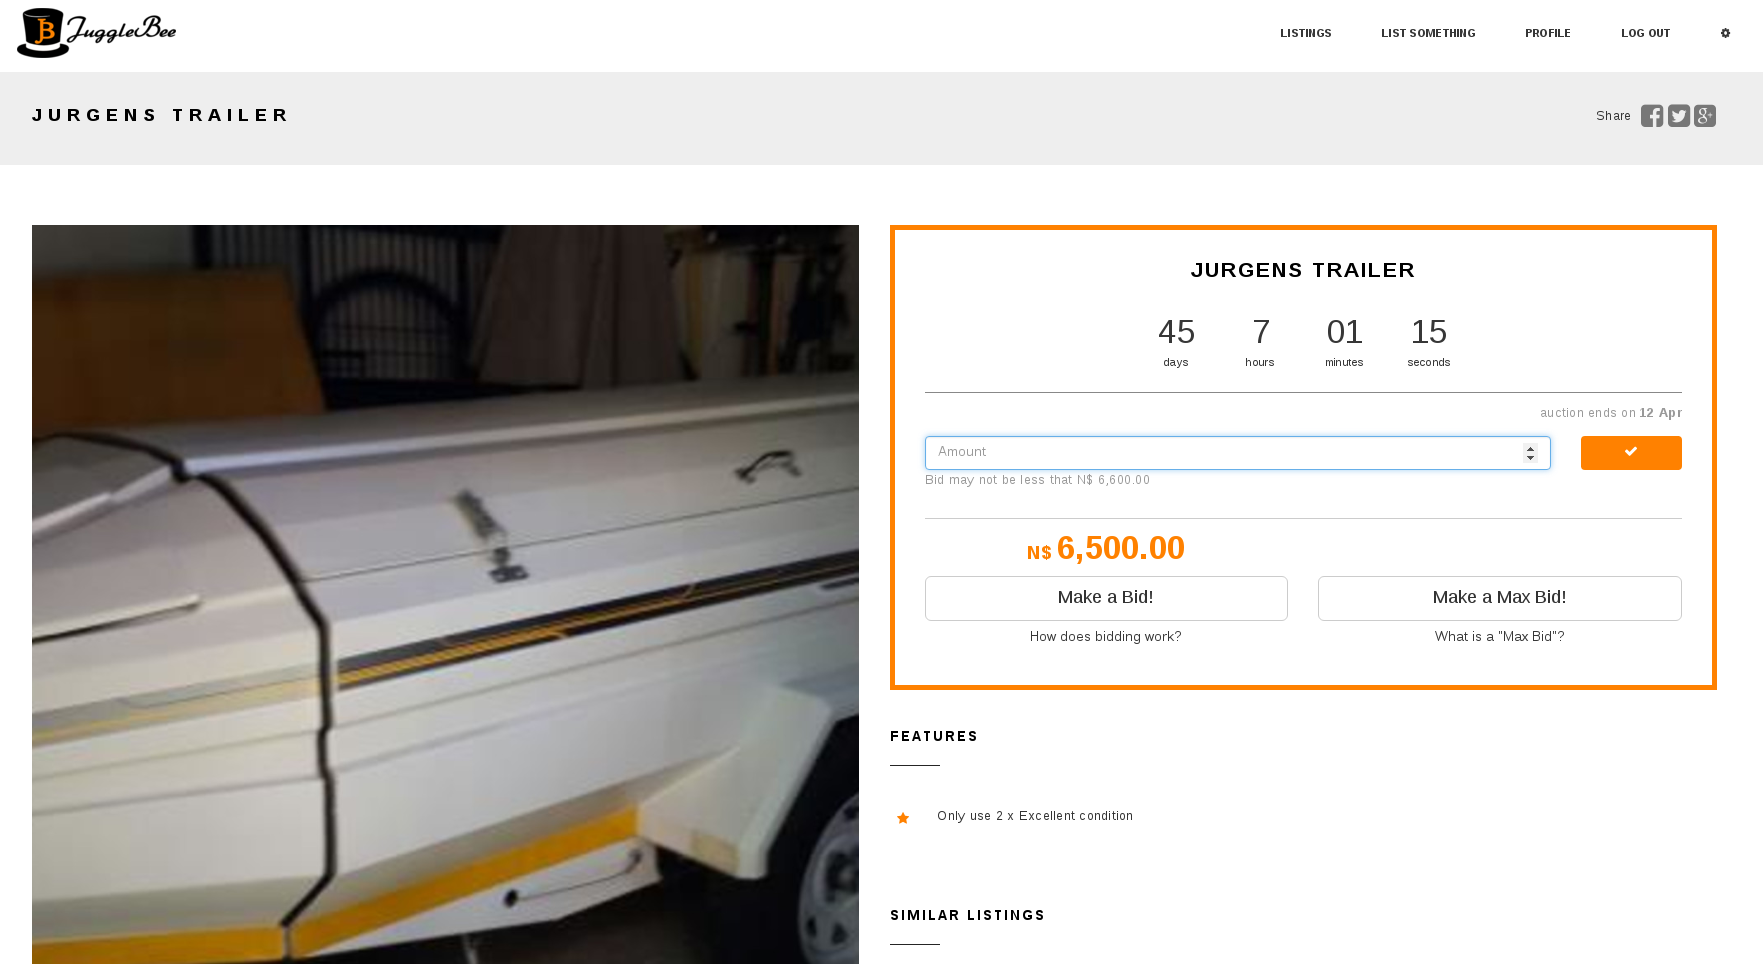 JB JuggleBee
LISTINGS LIST SOMETHING PROFILE LOG OUT
JURGENS TRAILER
Share
JURGENS TRAILER
45 7 01 15
days hours minutes seconds
auction ends on 12 Apr
Amount
Bid may not be less that N$ 6,600.00
N$ 6,500.00
Make a Bid! Make a Max Bid!
How does bidding work? What is a "Max Bid"?
FEATURES
Only use 2 x Excellent condition
SIMILAR LISTINGS